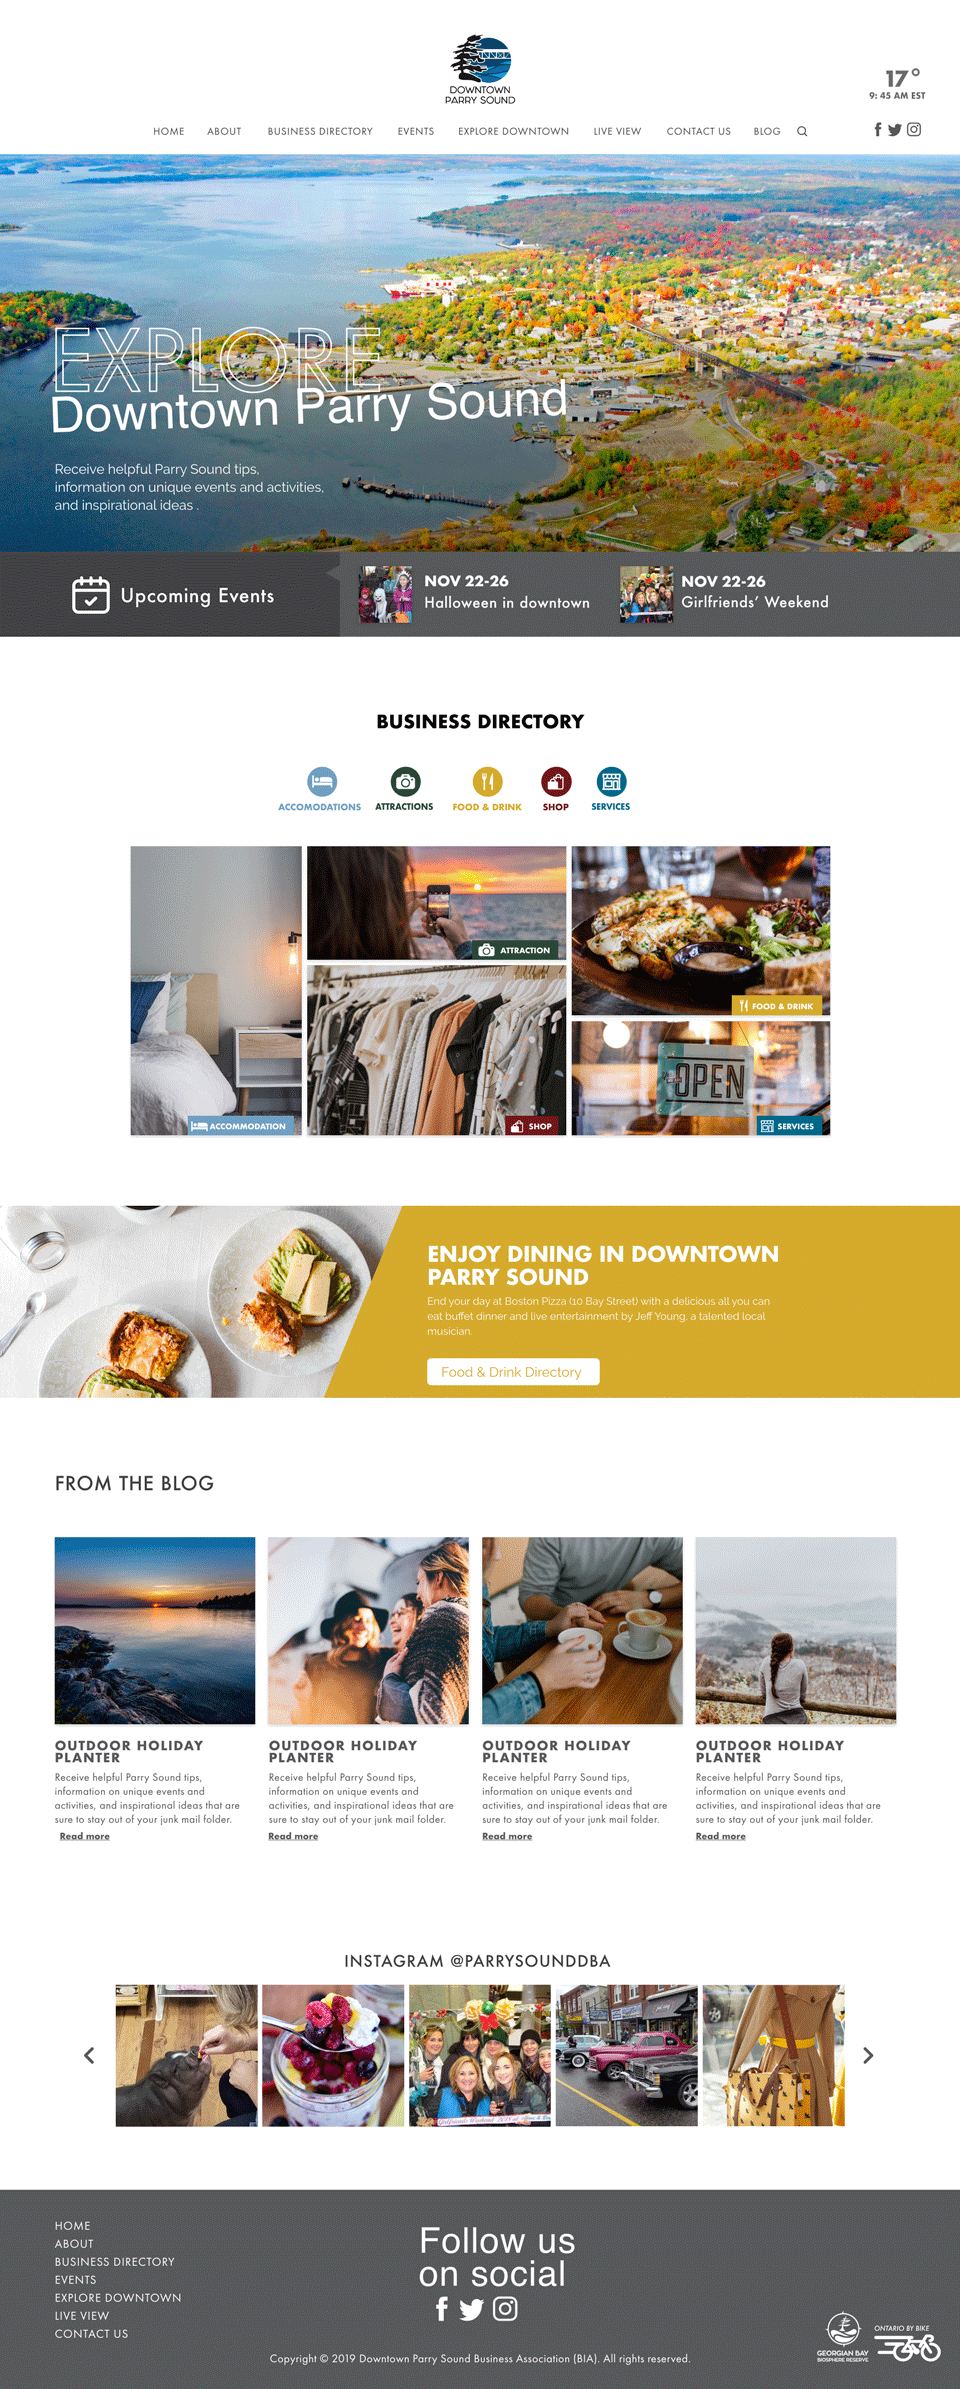 DOWNTOWN
PARRY SOUND
17°
9: 45 AM EST
HOME ABOUT BUSINESS DIRECTORY EVENTS EXPLORE DOWNTOWN LIVE VIEW CONTACT US BLOG
EXPLORE
Downtown Parry Sound
Receive helpful Parry Sound tips,
information on unique events and activities,
and inspirational ideas .
Upcoming Events
NOV 22-26
Halloween in downtown
NOV 22-26
Girlfriends' Weekend
BUSINESS DIRECTORY
ACCOMODATIONS ATTRACTIONS FOOD & DRINK SHOP SERVICES
ATTRACTION
FOOD & DRINK
OPEN
ACCOMMODATION
SHOP
SERVICES
ENJOY DINING IN DOWNTOWN
PARRY SOUND
End your day at Boston Pizza (10 Bay Street) with a delicious all you can
eat buffet dinner and live entertainment by Jeff Young, a talented local
musician.
Food & Drink Directory
FROM THE BLOG
OUTDOOR HOLIDAY
PLANTER
Receive helpful Parry Sound tips,
information on unique events and
activities, and inspirational ideas that are
sure to stay out of your junk mail folder.
Read more
OUTDOOR HOLIDAY
PLANTER
Receive helpful Parry Sound tips,
information on unique events and
activities, and inspirational ideas that are
sure to stay out of your junk mail folder.
Read more
OUTDOOR HOLIDAY
PLANTER
Receive helpful Parry Sound tips,
information on unique events and
activities, and inspirational ideas that are
sure to stay out of your junk mail folder.
Read more
OUTDOOR HOLIDAY
PLANTER
Receive helpful Parry Sound tips,
information on unique events and
activities, and inspirational ideas that are
sure to stay out of your junk mail folder.
Read more
INSTAGRAM @PARRYSOUNDDBA
Girlfriends Weekend
HOME
ABOUT
BUSINESS DIRECTORY
EVENTS
EXPLORE DOWNTOWN
LIVE VIEW
CONTACT US
Follow us
on social
GEORGIAN BAY
BIOSPHERE RESERVE
ONTARIO BY BIKE
Copyright © 2019 Downtown Parry Sound Business Association (BIA). All rights reserved.